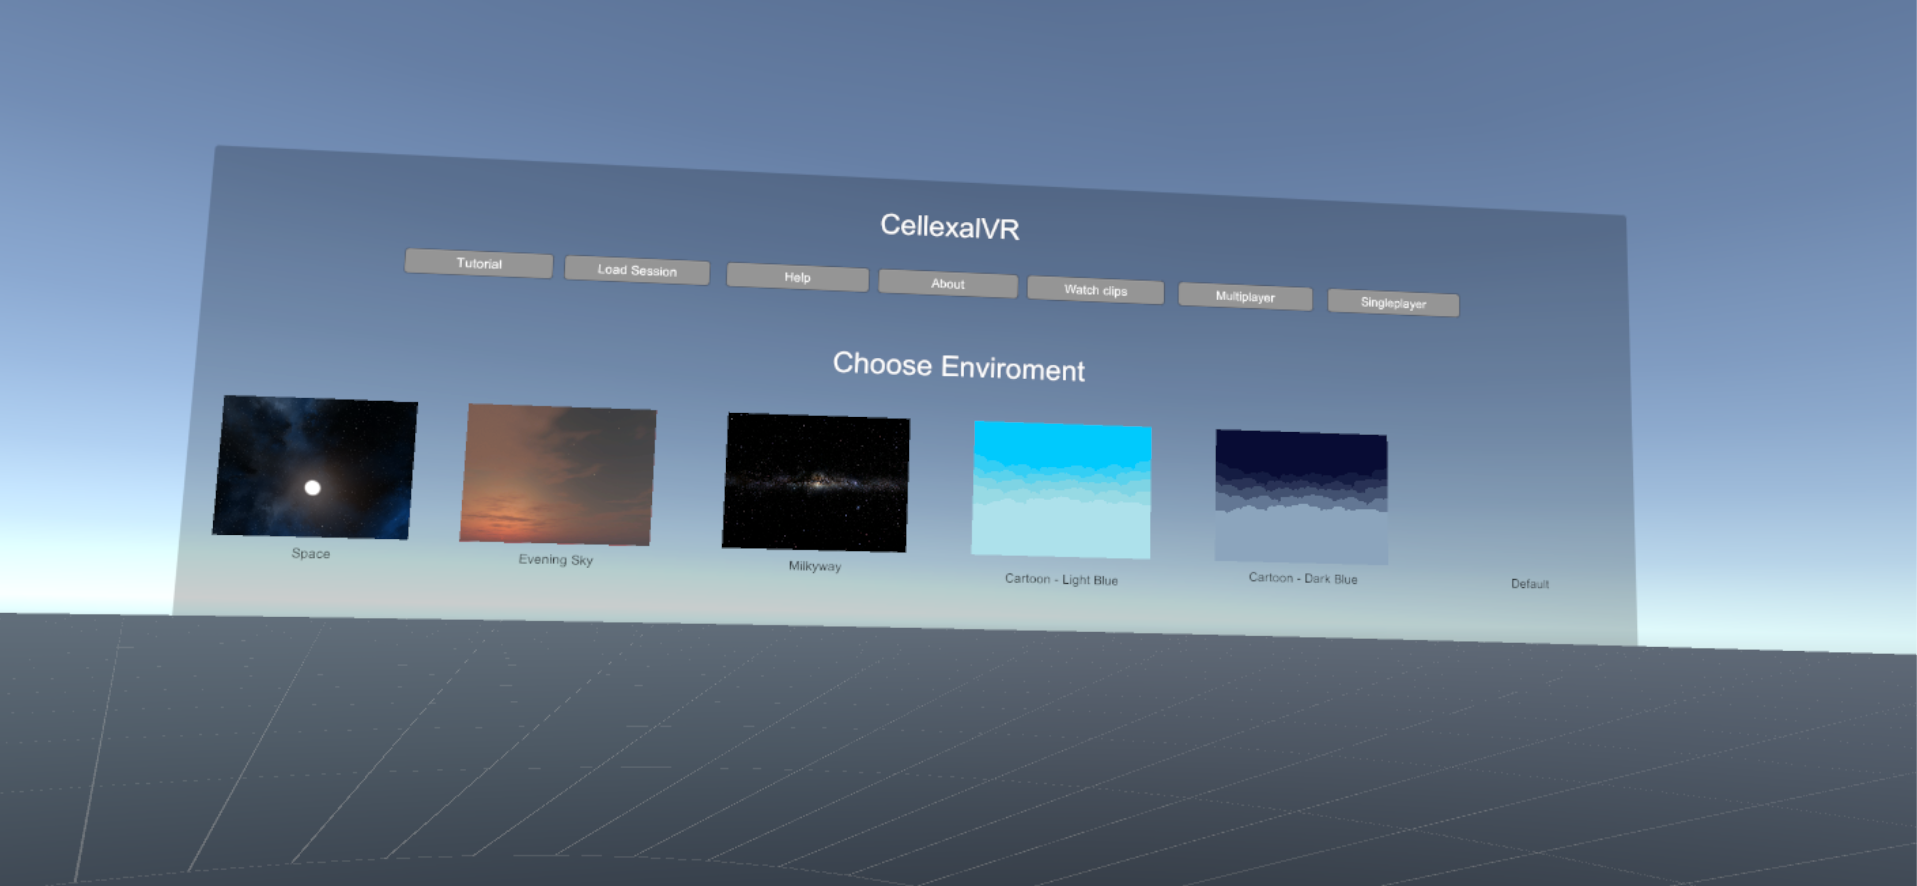 CellexalVR
Tutorial
Load Session
Help
About
Watch clips
Multiplayer
Singleplayer
Choose Enviroment
Space
Evening Sky
Milkyway
Cartoon - Light Blue
Cartoon - Dark Blue
Default